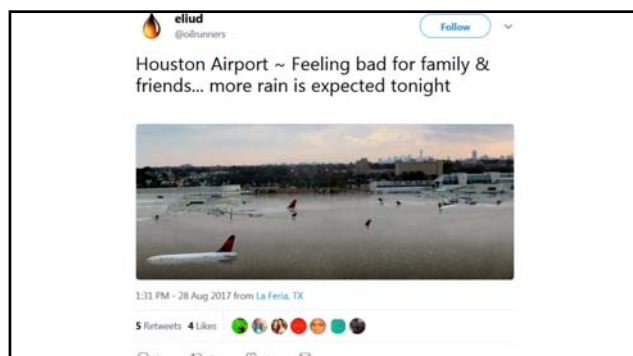 eliud
@oilrunners
Follow
Houston Airport ~ Feeling bad for family &
friends... more rain is expected tonight
1:31 PM - 28 Aug 2017 from La Feria, TX
5 Retweets 4 Likes